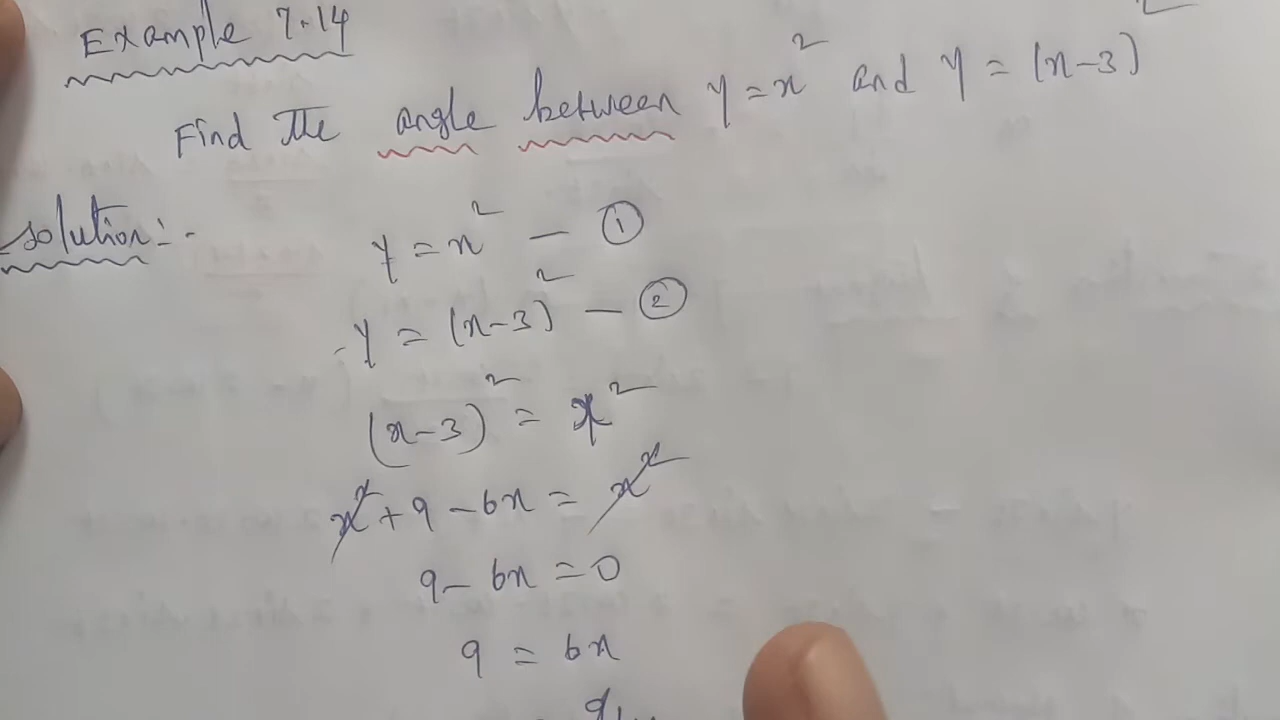 Example 7.14
Find the angle between y = x² and y = (x-3)²
Solution:-
y = x² — ①
y = (x-3)² — ②
(x-3)² = x²
x² + 9 - 6x = x²
9 - 6x = 0
9 = 6x